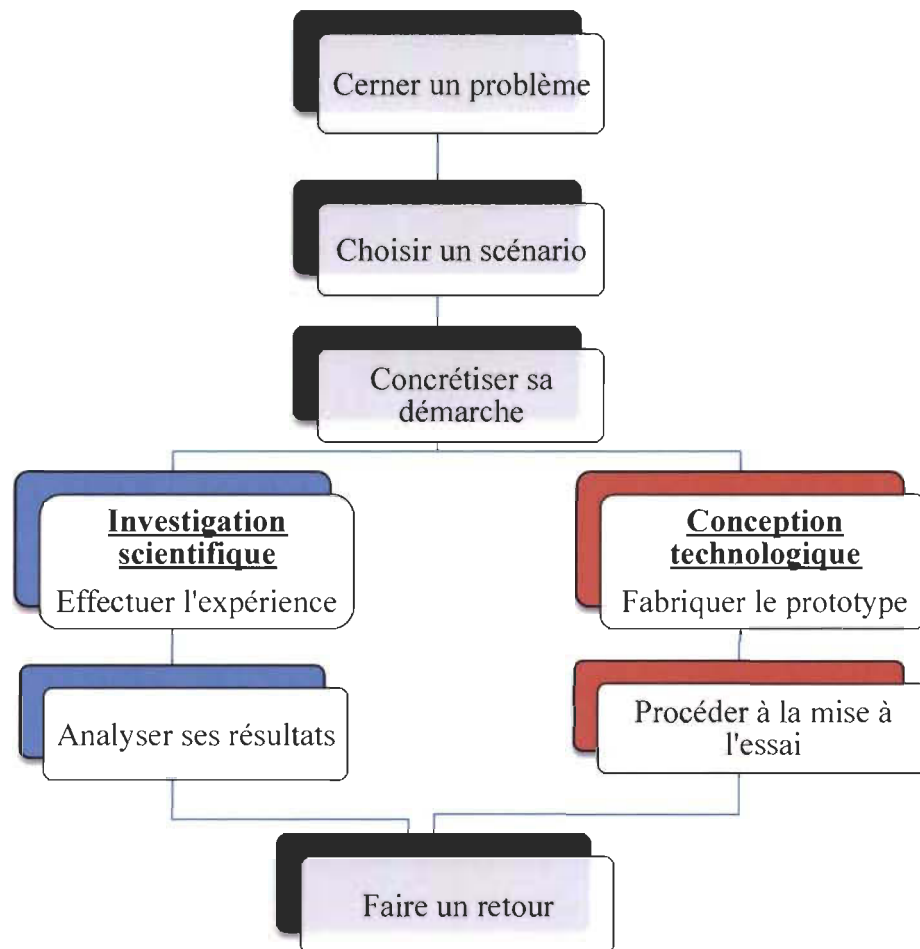 Cerner un problème
Choisir un scénario
Concrétiser sa
démarche
Investigation
scientifique
Effectuer l'expérience
Conception
technologique
Fabriquer le prototype
Analyser ses résultats
Procéder à la mise à
l'essai
Faire un retour